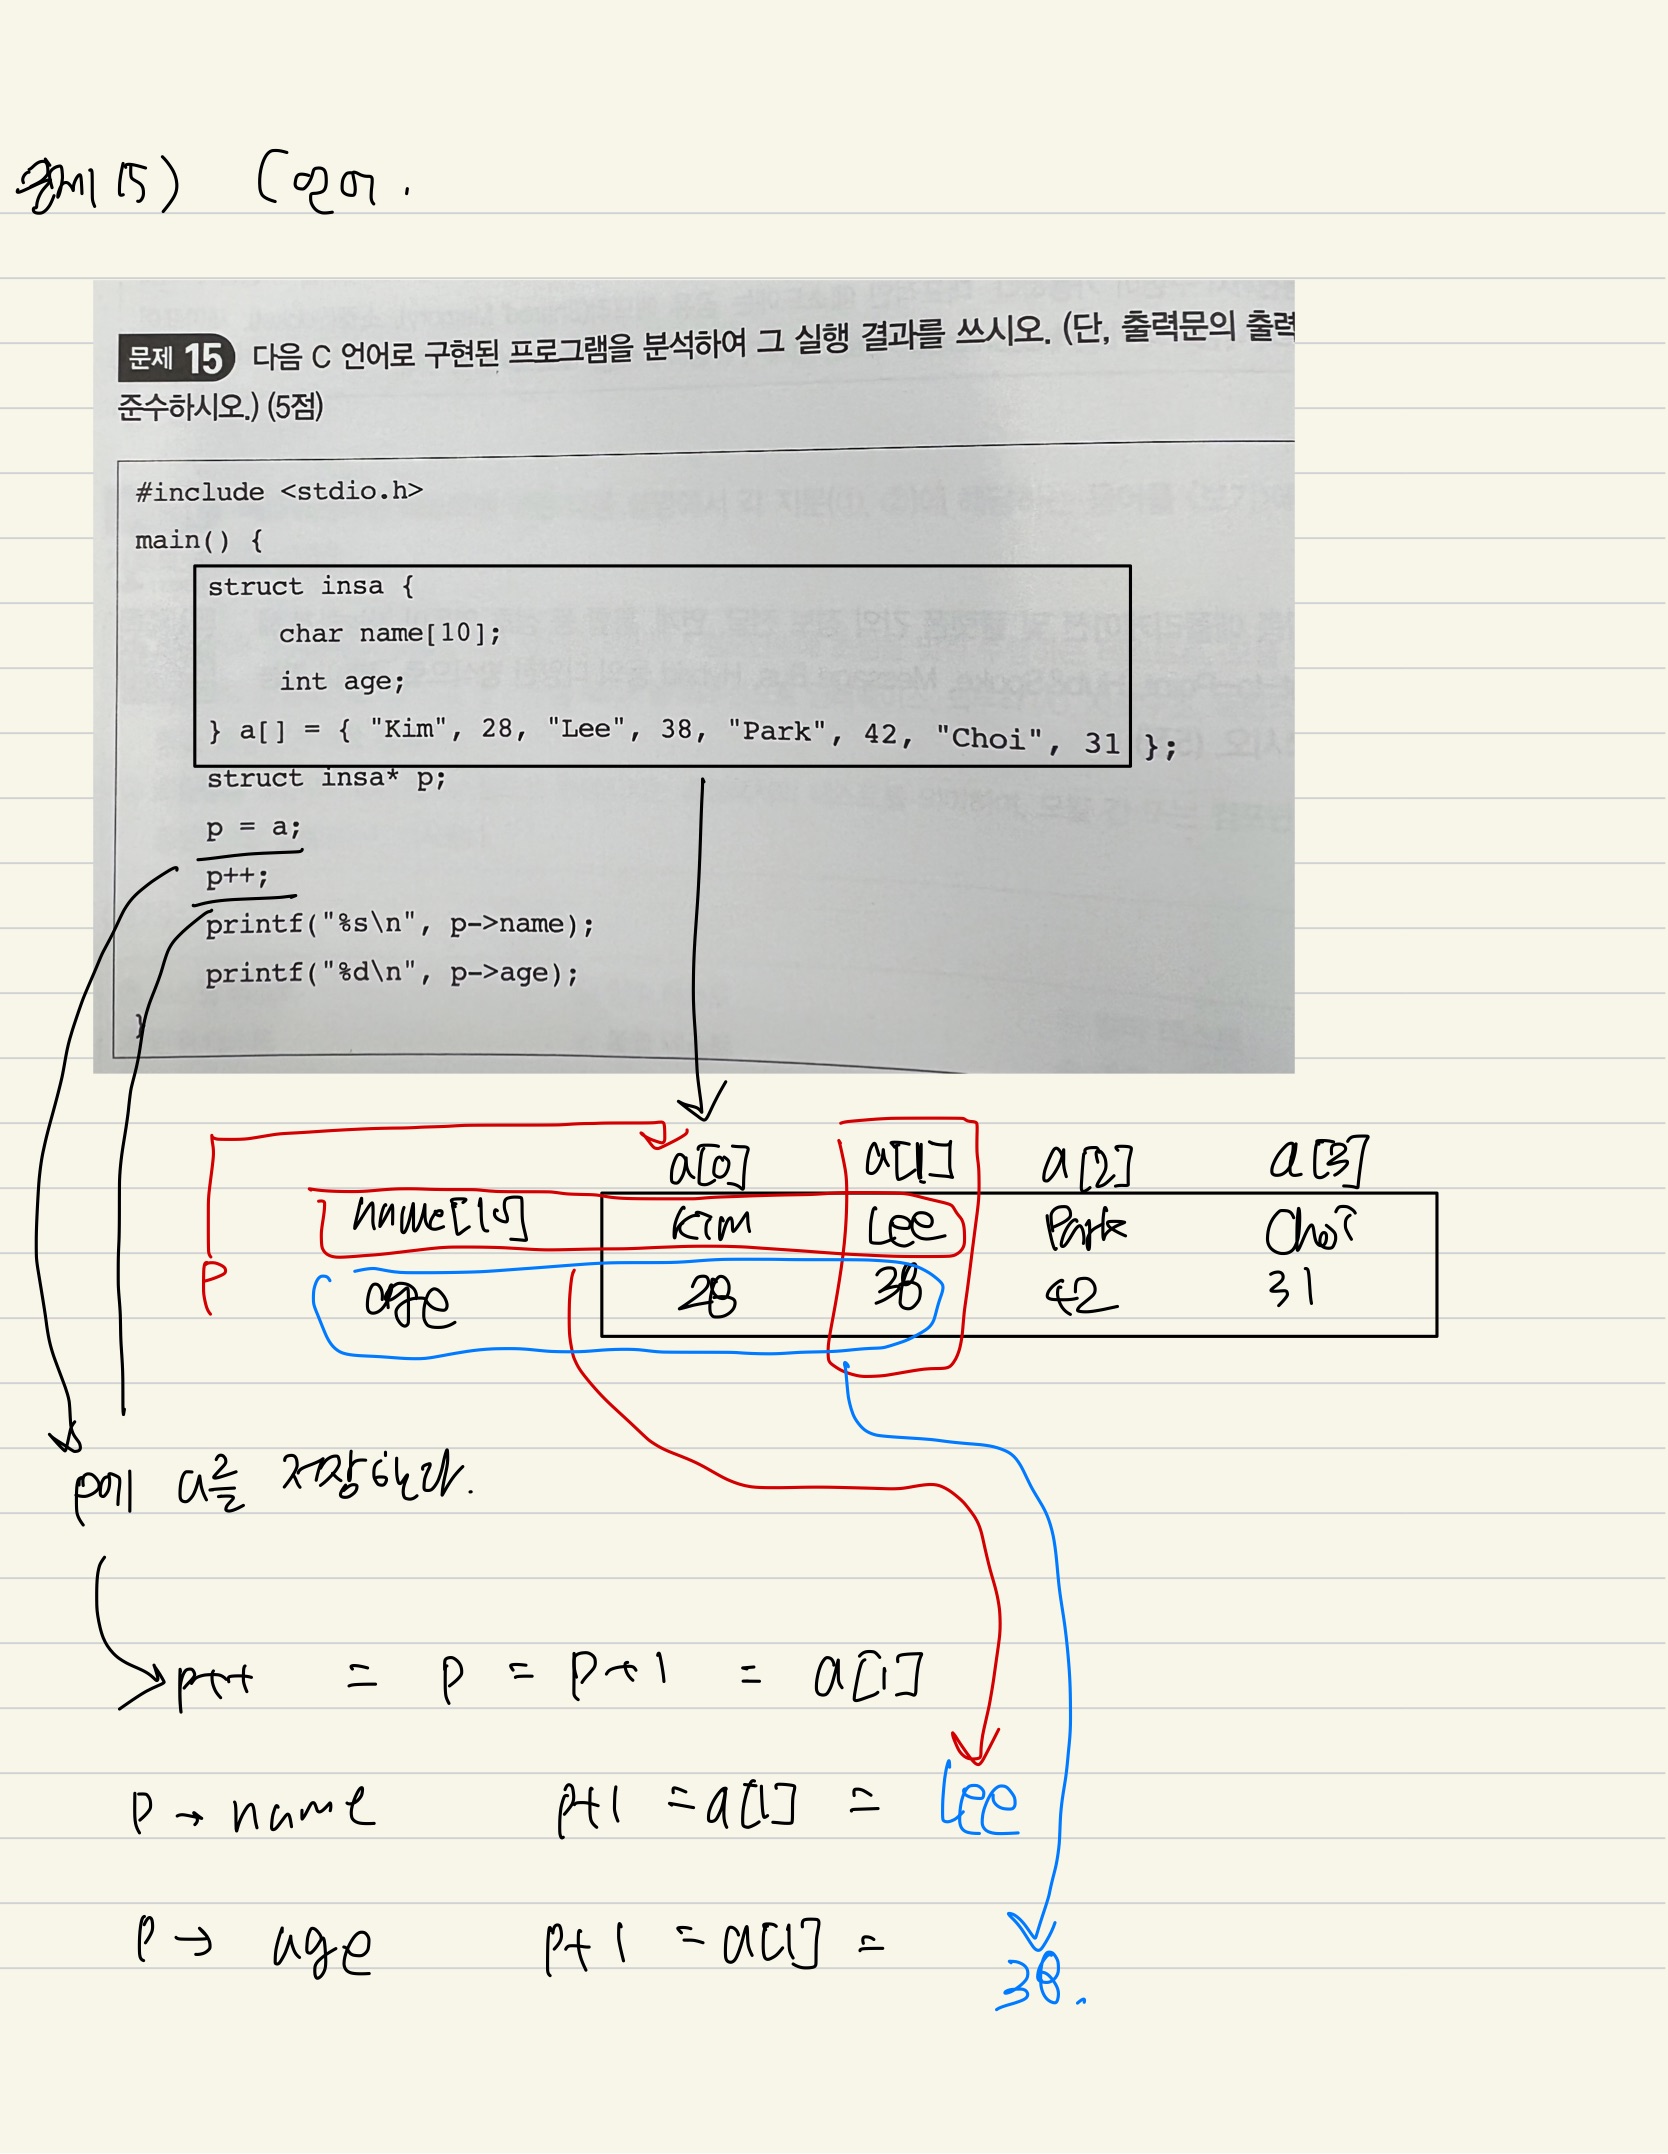 문제15) C언어.
문제 15 다음 C 언어로 구현된 프로그램을 분석하여 그 실행 결과를 쓰시오. (단, 출력문의 출력
준수하시오.) (5점)
#include <stdio.h>
main() {
struct insa {
char name[10];
int age;
} a[] = { "Kim", 28, "Lee", 38, "Park", 42, "Choi", 31 };
struct insa* p;
p = a;
p++;
printf("%s\n", p->name);
printf("%d\n", p->age);
}
a[0] a[1] a[2] a[3]
name[10] Kim Lee Park Choi
P age 28 38 42 31
p에 a를 저장한다.
p++ = p = p+1 = a[1]
P → name p+1 = a[1] = Lee
P → age p+1 = a[1] =
38.